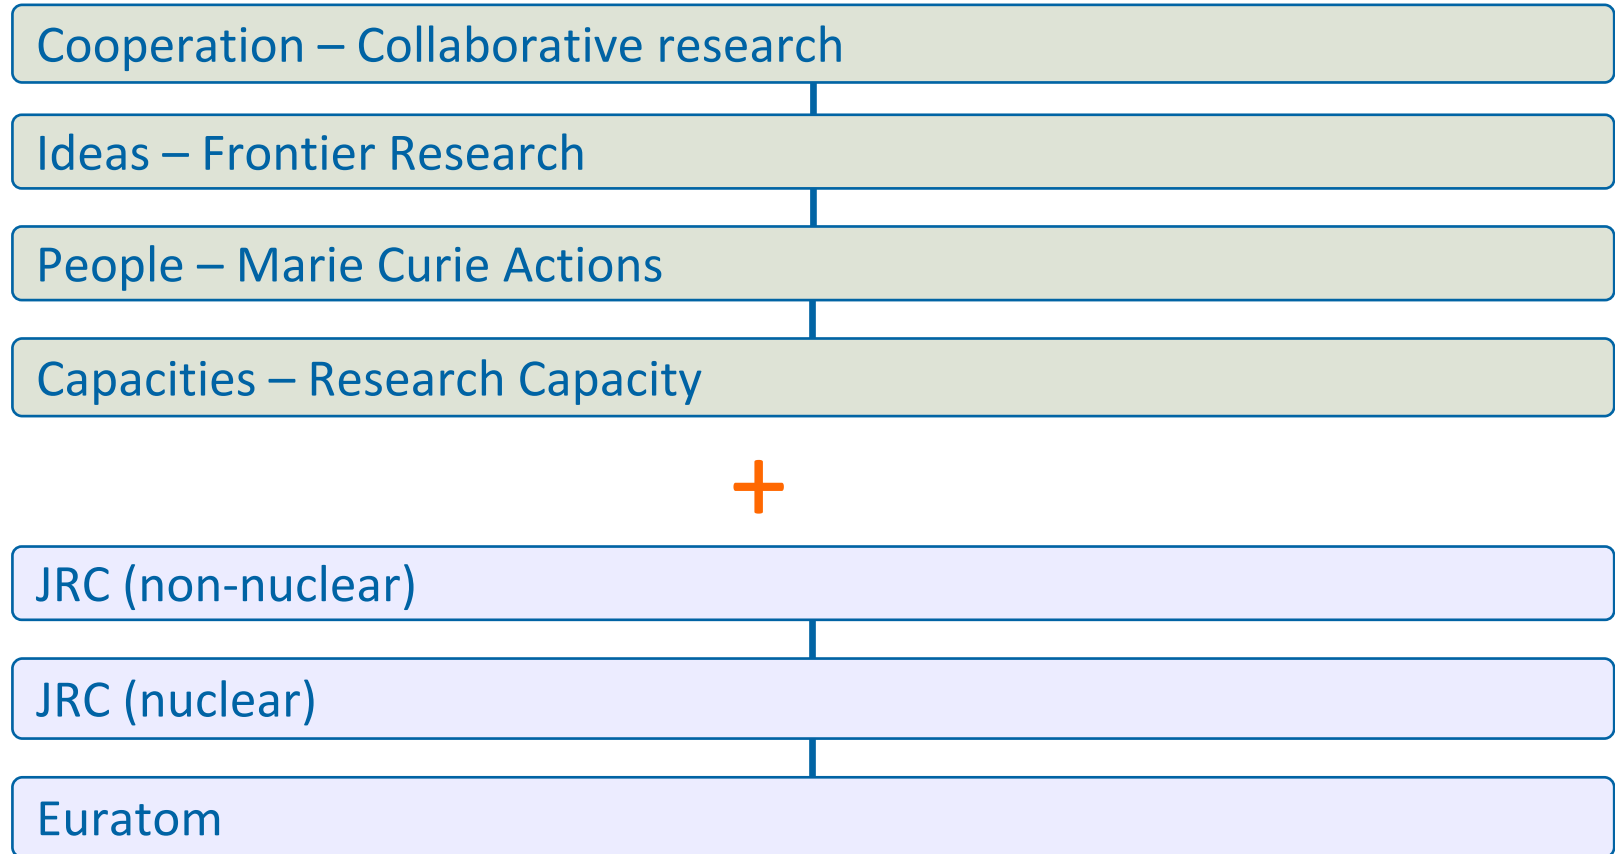 Cooperation – Collaborative research
Ideas – Frontier Research
People – Marie Curie Actions
Capacities – Research Capacity
+
JRC (non-nuclear)
JRC (nuclear)
Euratom